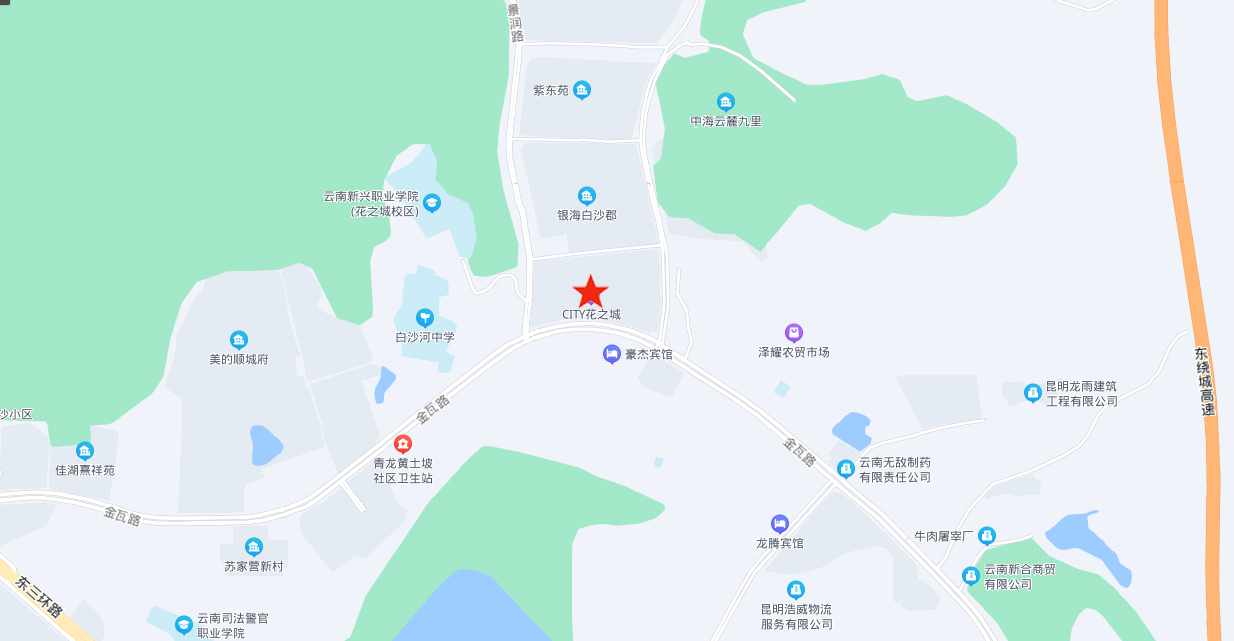 景润路
紫东苑
中海云麓九里
云南新兴职业学院
(花之城校区)
银海白沙郡
CITY花之城
白沙河中学
美的顺城府
豪杰宾馆
泽耀农贸市场
东绕城高速
昆明龙雨建筑
工程有限公司
沙小区
金瓦路
金瓦路
佳湖熹祥苑
青龙黄土坡
社区卫生站
云南无敌制药
有限责任公司
金瓦路
龙腾宾馆
牛肉屠宰厂
苏家营新村
云南新合商贸
有限公司
东三环路
昆明浩威物流
服务有限公司
云南司法警官
职业学院